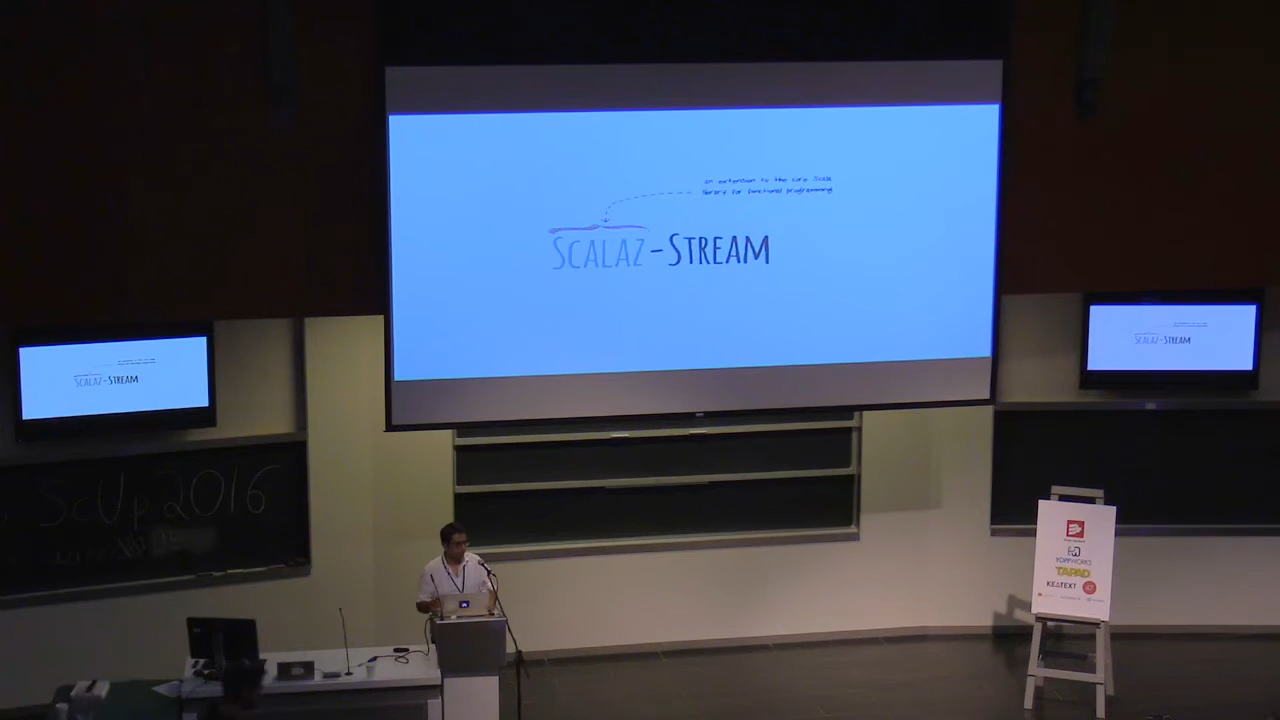 an extension to the core Scala
library for functional programming
SCALAZ-STREAM
SCALAZ-STREAM
SCALAZ-STREAM
ScUp 2016
YOPPWORKS
TAPAD
KEATEXT